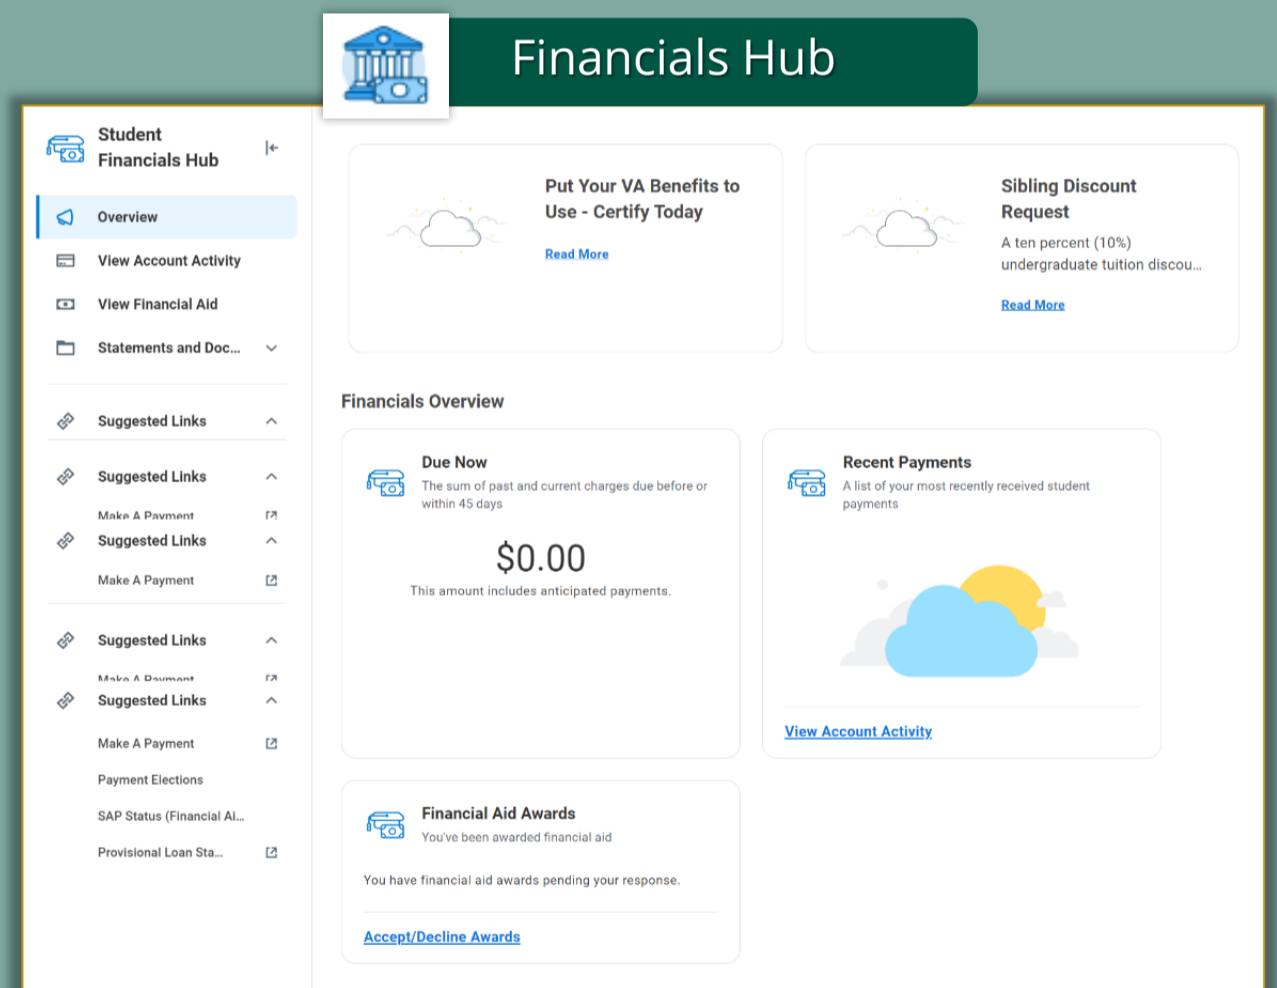 Financials Hub
Student
Financials Hub
Overview
View Account Activity
View Financial Aid
Statements and Doc...
Suggested Links
Suggested Links
Make A Payment
Suggested Links
Make A Payment
Suggested Links
Make A Payment
Suggested Links
Make A Payment
Payment Elections
SAP Status (Financial Ai...
Provisional Loan Sta...
Put Your VA Benefits to
Use - Certify Today
Read More
Sibling Discount
Request
A ten percent (10%)
undergraduate tuition discou...
Read More
Financials Overview
Due Now
The sum of past and current charges due before or
within 45 days
$0.00
This amount includes anticipated payments.
Recent Payments
A list of your most recently received student
payments
View Account Activity
Financial Aid Awards
You've been awarded financial aid
You have financial aid awards pending your response.
Accept/Decline Awards